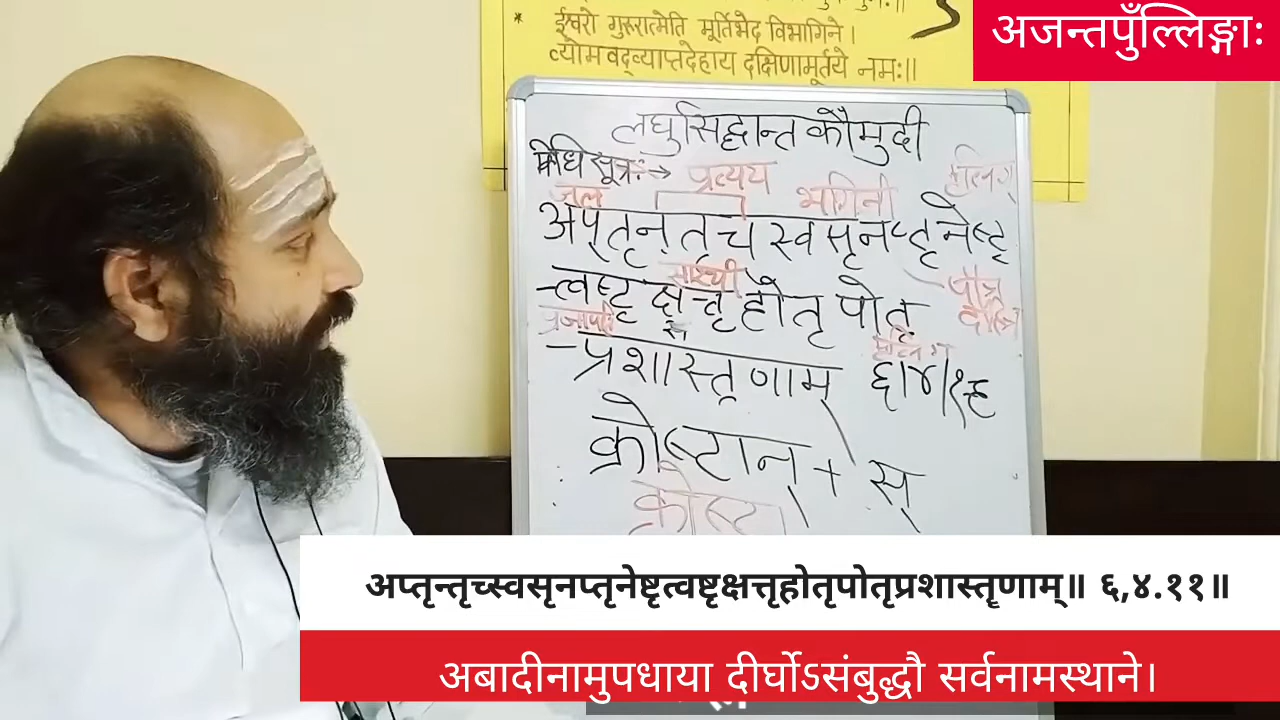 अजन्तपुँल्लिङ्गाः
ईश्वरो गुरुरात्मेति मूर्तिभेद विभागिने।
व्योमवद्व्याप्तदेहाय दक्षिणामूर्तये नमः॥
लघुसिद्धान्त कौमुदी
विधि सूत्र:→ प्रत्यय
जल भगिनी
अप्तृन् तृच् स्वसृ नप्तृ नेष्टृ
सारथी पौत्र
-त्वष्टृ क्षत्तृ होतृ पोतृ
प्रजापति
-प्रशास्तृणाम् ६।४।११
क्रोष्टान् + स्
क्रोष्टा
अप्तृन्तृच्स्वसृनप्तृनेष्टृत्वष्टृक्षत्तृहोतृपोतृप्रशास्तॄणाम्॥ ६,४.११॥
अबादीनामुपधाया दीर्घोऽसंबुद्धौ सर्वनामस्थाने।